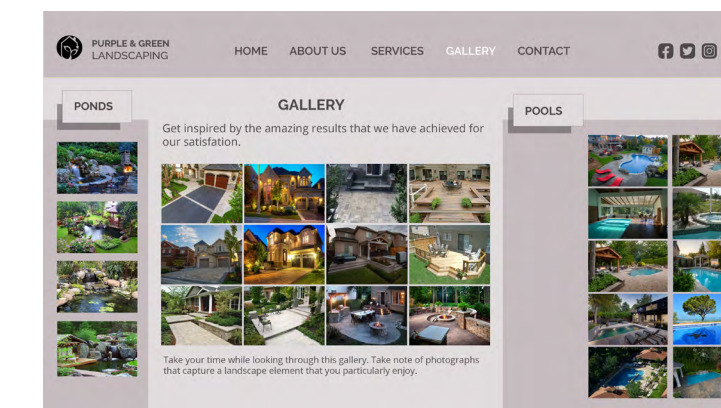 PURPLE & GREEN
LANDSCAPING
HOME ABOUT US SERVICES GALLERY CONTACT
PONDS
GALLERY
Get inspired by the amazing results that we have achieved for
our satisfation.
Take your time while looking through this gallery. Take note of photographs
that capture a landscape element that you particularly enjoy.
POOLS